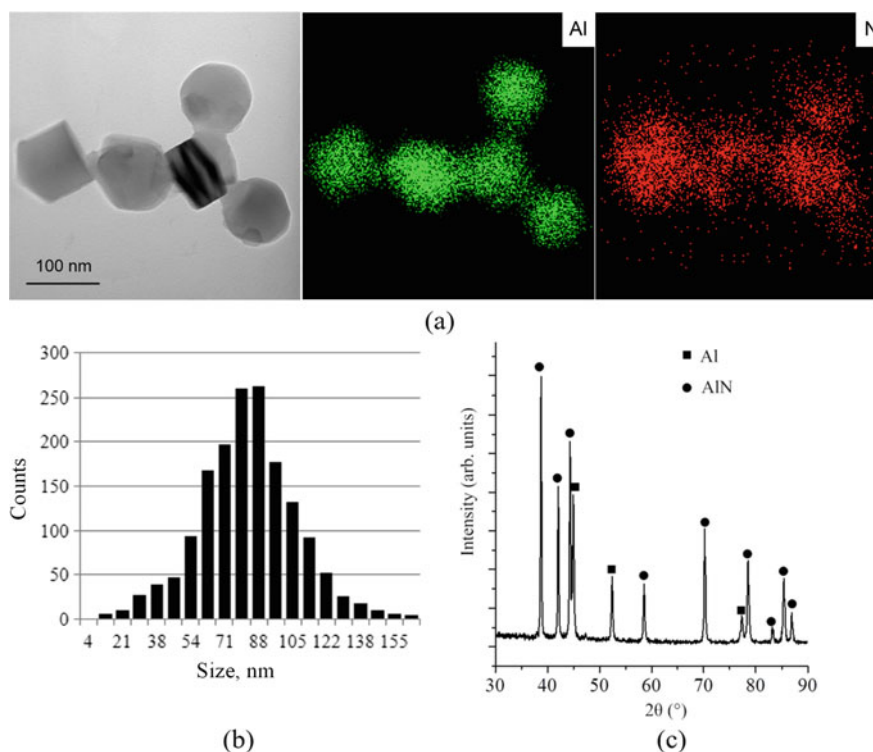 Al
N
100 nm
(a)
300
250
200
150
100
50
0
Counts
4 21 38 54 71 88 105 122 138 155
Size, nm
(b)
Intensity (arb. units)
■ Al
● AlN
30 40 50 60 70 80 90
2θ (°)
(c)